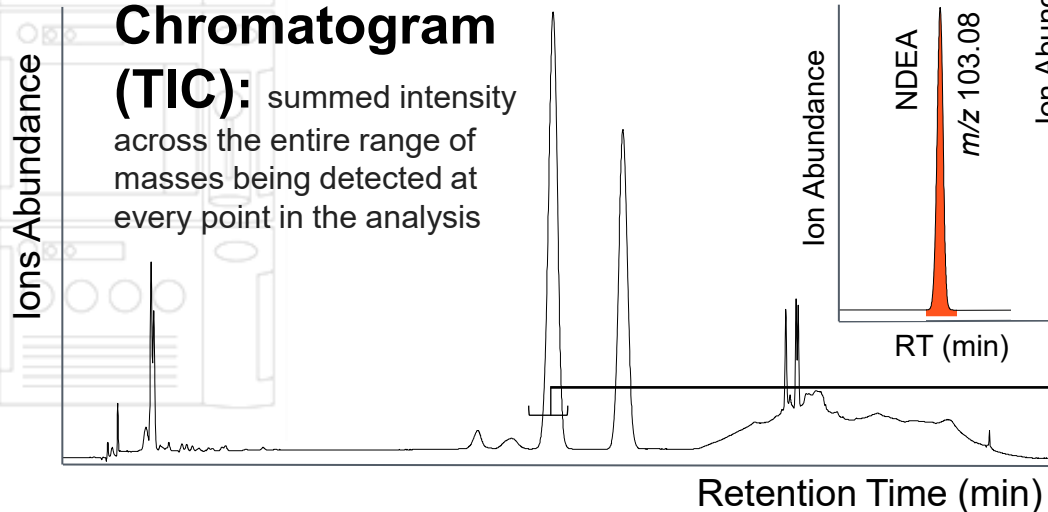 Chromatogram
(TIC): summed intensity
across the entire range of
masses being detected at
every point in the analysis
Ions Abundance
Retention Time (min)
Ion Abundance
NDEA
m/z 103.08
RT (min)
Ion